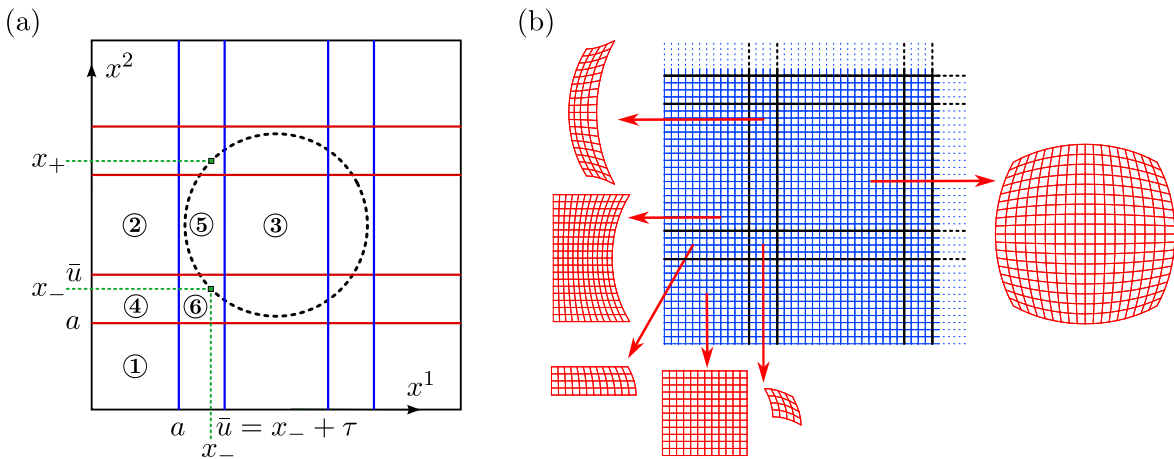 (a)
(b)
x²
x₊
② ⑤ ③
ū
x₋
④ ⑥
a
①
x¹
a ū = x₋ + τ
x₋